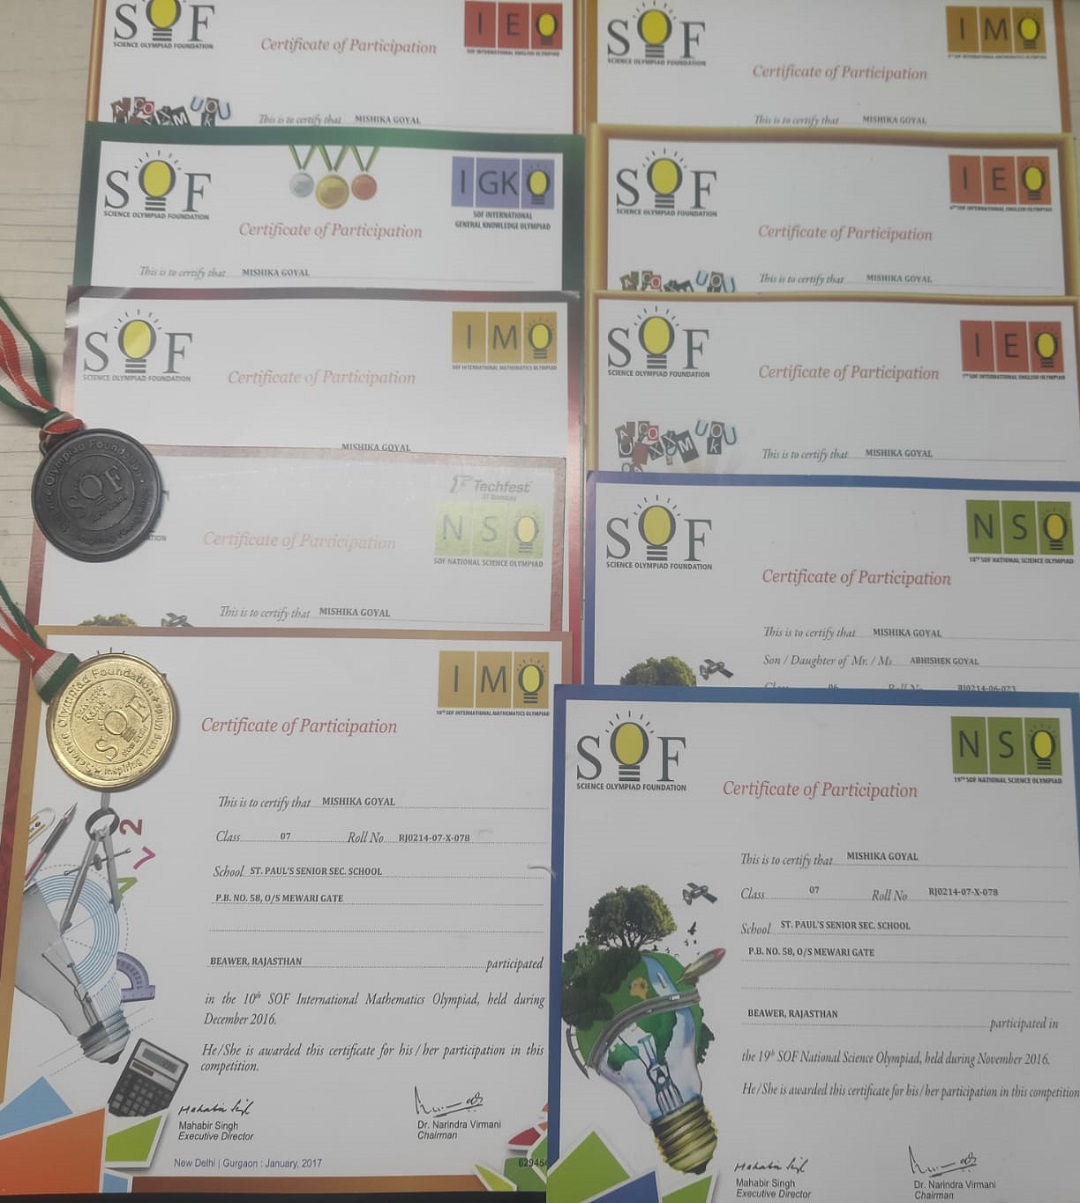 SOF
SCIENCE OLYMPIAD FOUNDATION
IEO
SOF INTERNATIONAL ENGLISH OLYMPIAD
Certificate of Participation
This is to certify that MISHIKA GOYAL
SOF
SCIENCE OLYMPIAD FOUNDATION
IMO
Certificate of Participation
This is to certify that MISHIKA GOYAL
SOF
SCIENCE OLYMPIAD FOUNDATION
IGKO
SOF INTERNATIONAL
GENERAL KNOWLEDGE OLYMPIAD
Certificate of Participation
This is to certify that MISHIKA GOYAL
SOF
SCIENCE OLYMPIAD FOUNDATION
IEO
Certificate of Participation
This is to certify that MISHIKA GOYAL
SOF
SCIENCE OLYMPIAD FOUNDATION
IMO
SOF INTERNATIONAL MATHEMATICS OLYMPIAD
Certificate of Participation
MISHIKA GOYAL
SOF
SCIENCE OLYMPIAD FOUNDATION
IEO
Certificate of Participation
This is to certify that MISHIKA GOYAL
Techfest
IIT Bombay
NSO
SOF NATIONAL SCIENCE OLYMPIAD
Certificate of Participation
This is to certify that MISHIKA GOYAL
SOF
SCIENCE OLYMPIAD FOUNDATION
NSO
18TH SOF NATIONAL SCIENCE OLYMPIAD
Certificate of Participation
This is to certify that MISHIKA GOYAL
Son / Daughter of Mr. / Ms. ABHISHEK GOYAL
Class 06 Roll No. RJ0214-06-023
IMO
10TH SOF INTERNATIONAL MATHEMATICS OLYMPIAD
Certificate of Participation
This is to certify that MISHIKA GOYAL
Class 07 Roll No RJ0214-07-X-078
School ST. PAUL'S SENIOR SEC. SCHOOL
P.B. NO. 58, O/S MEWARI GATE
BEAWER, RAJASTHAN participated
in the 10th SOF International Mathematics Olympiad, held during
December 2016.
He/She is awarded this certificate for his/her participation in this
competition.
Mahabir Singh
Executive Director
Dr. Narindra Virmani
Chairman
New Delhi | Gurgaon : January, 2017
SOF
SCIENCE OLYMPIAD FOUNDATION
NSO
19TH SOF NATIONAL SCIENCE OLYMPIAD
Certificate of Participation
This is to certify that MISHIKA GOYAL
Class 07 Roll No RJ0214-07-X-078
School ST. PAUL'S SENIOR SEC. SCHOOL
P.B. NO. 58, O/S MEWARI GATE
BEAWER, RAJASTHAN participated in
the 19th SOF National Science Olympiad, held during November 2016.
He/She is awarded this certificate for his/her participation in this competition
Mahabir Singh
Executive Director
Dr. Narindra Virmani
Chairman